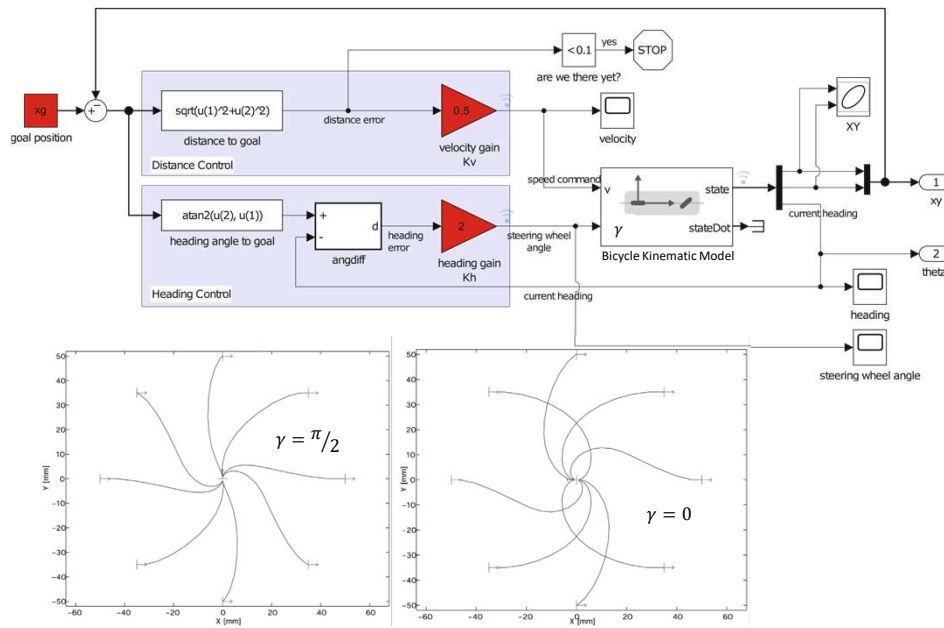 yes
<0.1
STOP
are we there yet?
xg
goal position
+
−
sqrt(u(1)^2+u(2)^2)
distance to goal
distance error
0.5
velocity gain
Kv
Distance Control
velocity
XY
speed command
v
state
γ
stateDot
Bicycle Kinematic Model
current heading
1
xy
2
theta
atan2(u(2), u(1))
heading angle to goal
+
-
d
angdiff
heading
error
2
heading gain
Kh
steering wheel
angle
Heading Control
current heading
heading
steering wheel angle
50
40
30
20
10
0
-10
-20
-30
-40
-50
Y [mm]
γ = π/2
-60
-40
-20
0
20
40
60
X [mm]
50
40
30
20
10
0
-10
-20
-30
-40
-50
Y [mm]
γ = 0
-60
-40
-20
0
20
40
60
X [mm]